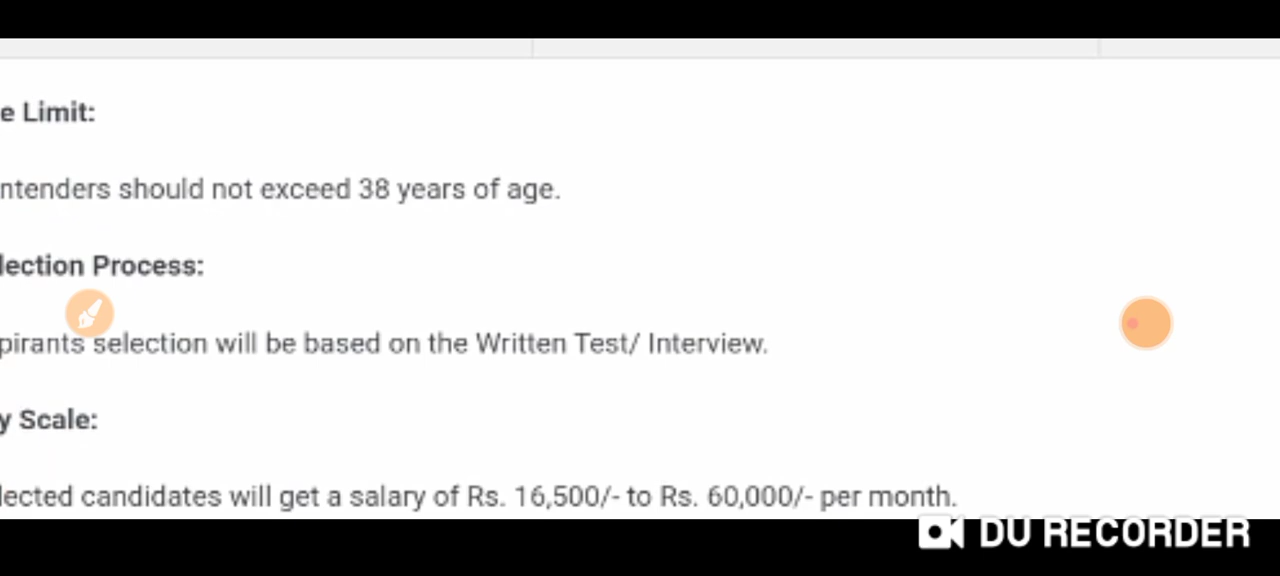 e Limit:
ntenders should not exceed 38 years of age.
lection Process:
pirants selection will be based on the Written Test/ Interview.
y Scale:
lected candidates will get a salary of Rs. 16,500/- to Rs. 60,000/- per month.
DU RECORDER